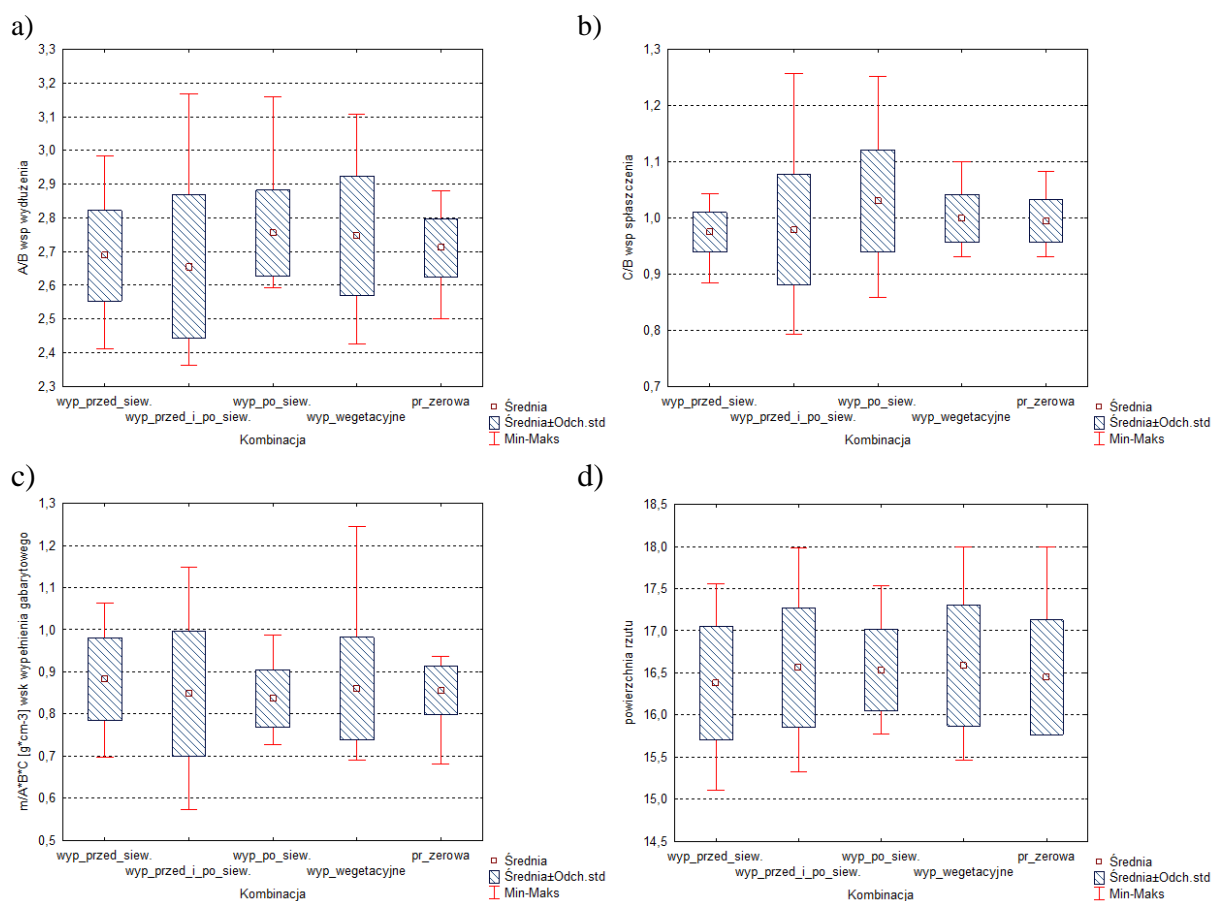 a)
3,3
3,2
3,1
3,0
2,9
2,8
2,7
2,6
2,5
2,4
2,3
A/B wsp wydłużenia
wyp_przed_siew. wyp_po_siew. pr_zerowa
wyp_przed_i_po_siew. wyp_wegetacyjne
Kombinacja
Średnia
Średnia±Odch.std
Min-Maks
b)
1,3
1,2
1,1
1,0
0,9
0,8
0,7
C/B wsp spłaszczenia
wyp_przed_siew. wyp_po_siew. pr_zerowa
wyp_przed_i_po_siew. wyp_wegetacyjne
Kombinacja
Średnia
Średnia±Odch.std
Min-Maks
c)
1,3
1,2
1,1
1,0
0,9
0,8
0,7
0,6
0,5
m/A*B*C [g*cm-3] wsk wypełnienia gabarytowego
wyp_przed_siew. wyp_po_siew. pr_zerowa
wyp_przed_i_po_siew. wyp_wegetacyjne
Kombinacja
Średnia
Średnia±Odch.std
Min-Maks
d)
18,5
18,0
17,5
17,0
16,5
16,0
15,5
15,0
14,5
powierzchnia rzutu
wyp_przed_siew. wyp_po_siew. pr_zerowa
wyp_przed_i_po_siew. wyp_wegetacyjne
Kombinacja
Średnia
Średnia±Odch.std
Min-Maks